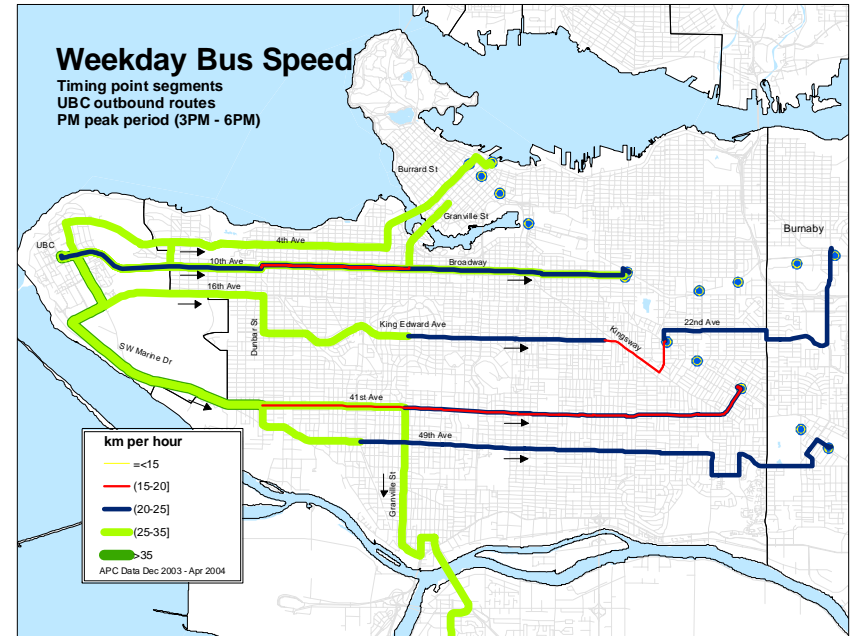 Weekday Bus Speed
Timing point segments
UBC outbound routes
PM peak period (3PM - 6PM)
Burrard St
Granville St
Burnaby
UBC
4th Ave
10th Ave
Broadway
16th Ave
Dunbar St
King Edward Ave
Kingsway
22nd Ave
SW Marine Dr
41st Ave
49th Ave
Granville St
km per hour
=<15
(15-20]
(20-25]
(25-35]
>35
APC Data Dec 2003 - Apr 2004